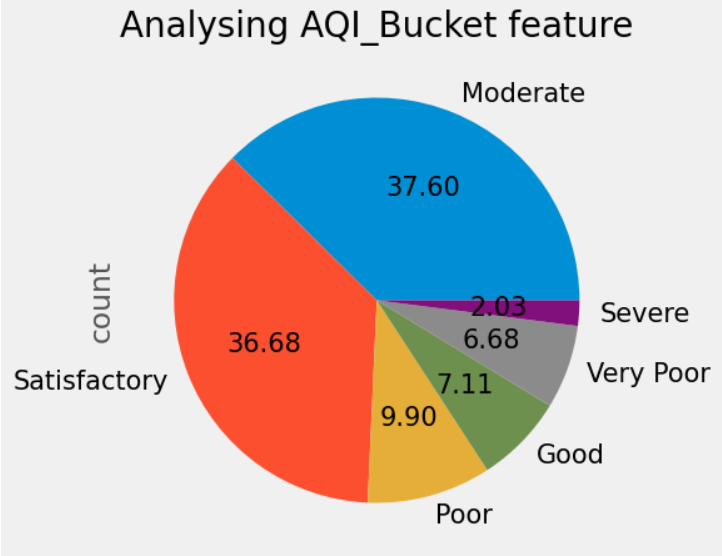 Analysing AQI_Bucket feature
Moderate
37.60
count
2.03
Severe
6.68
36.68
Very Poor
Satisfactory
7.11
9.90
Good
Poor